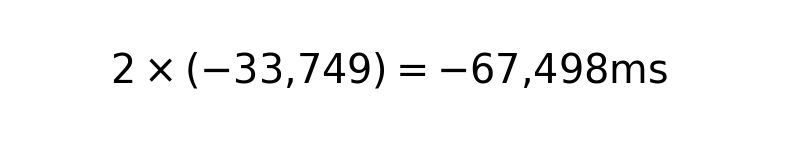 2 × (−33,749) = −67,498ms